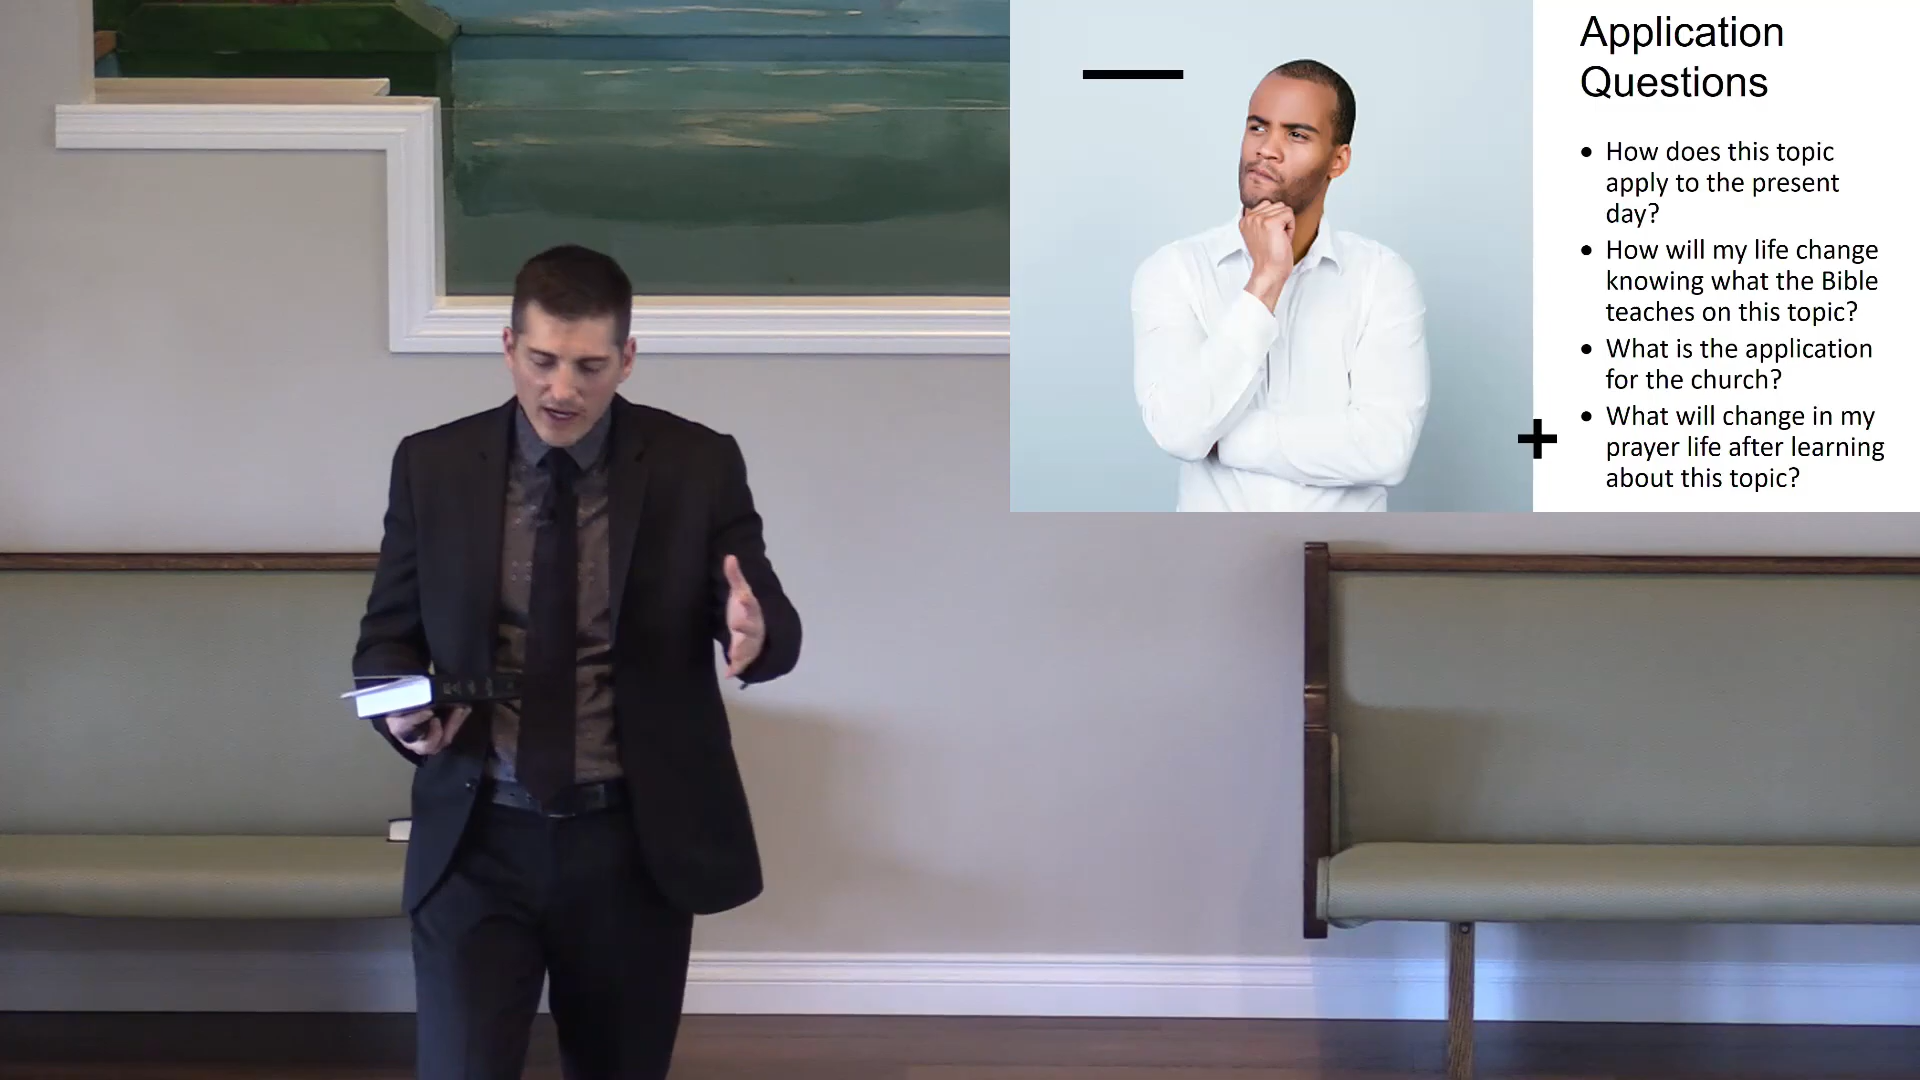 Application
Questions
• How does this topic
apply to the present
day?
• How will my life change
knowing what the Bible
teaches on this topic?
• What is the application
for the church?
• What will change in my
prayer life after learning
about this topic?